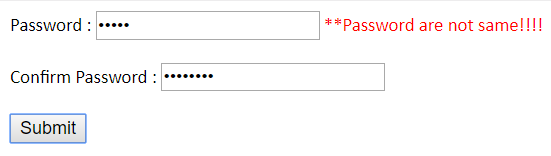 Password : ••••• **Password are not same!!!!
Confirm Password : ••••••••
Submit